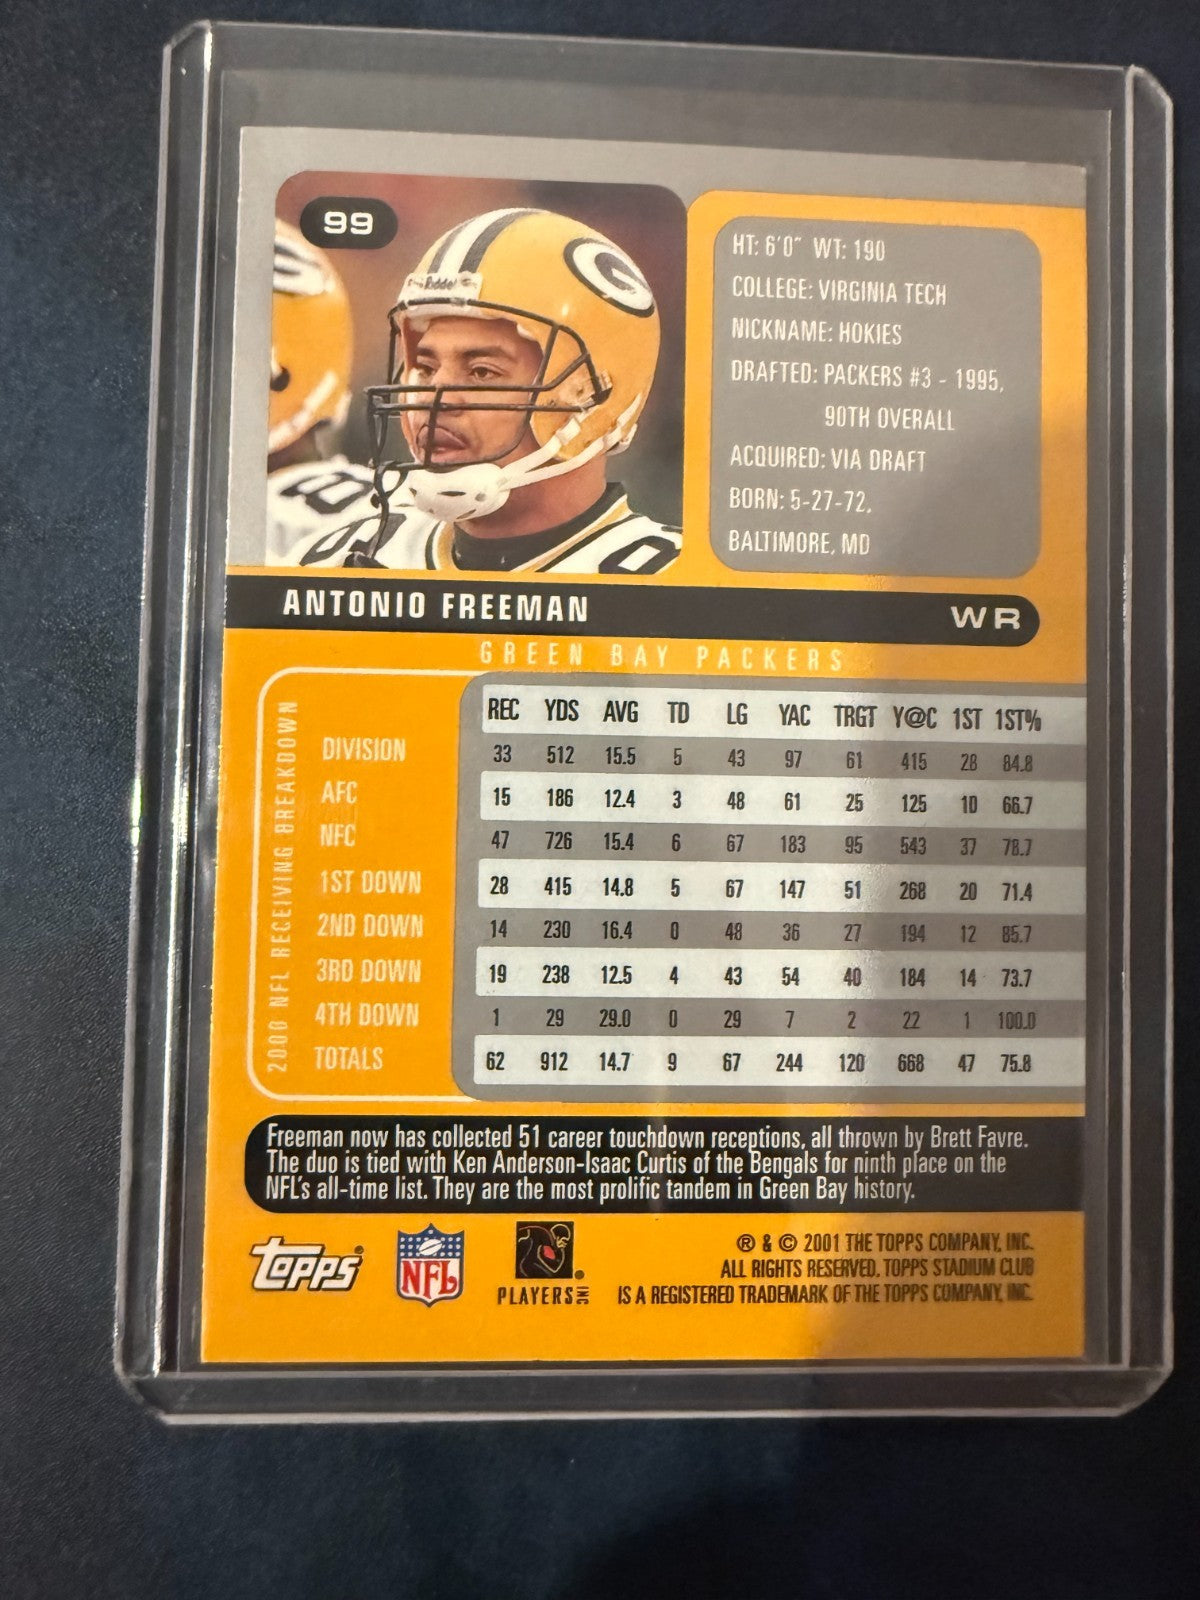 99
Riddell
HT: 6'0" WT: 190
COLLEGE: VIRGINIA TECH
NICKNAME: HOKIES
DRAFTED: PACKERS #3 - 1995,
90TH OVERALL
ACQUIRED: VIA DRAFT
BORN: 5-27-72,
BALTIMORE, MD
ANTONIO FREEMAN WR
GREEN BAY PACKERS
2000 NFL RECEIVING BREAKDOWN
REC YDS AVG TD LG YAC TRGT Y@C 1ST 1ST%
DIVISION 33 512 15.5 5 43 97 61 415 28 84.8
AFC 15 186 12.4 3 48 61 25 125 10 66.7
NFC 47 726 15.4 6 67 183 95 543 37 78.7
1ST DOWN 28 415 14.8 5 67 147 51 268 20 71.4
2ND DOWN 14 230 16.4 0 48 36 27 194 12 85.7
3RD DOWN 19 238 12.5 4 43 54 40 184 14 73.7
4TH DOWN 1 29 29.0 0 29 7 2 22 1 100.0
TOTALS 62 912 14.7 9 67 244 120 668 47 75.8
Freeman now has collected 51 career touchdown receptions, all thrown by Brett Favre.
The duo is tied with Ken Anderson-Isaac Curtis of the Bengals for ninth place on the
NFL's all-time list. They are the most prolific tandem in Green Bay history.
Topps
NFL
PLAYERS INC
® & © 2001 THE TOPPS COMPANY, INC.
ALL RIGHTS RESERVED. TOPPS STADIUM CLUB
IS A REGISTERED TRADEMARK OF THE TOPPS COMPANY, INC.